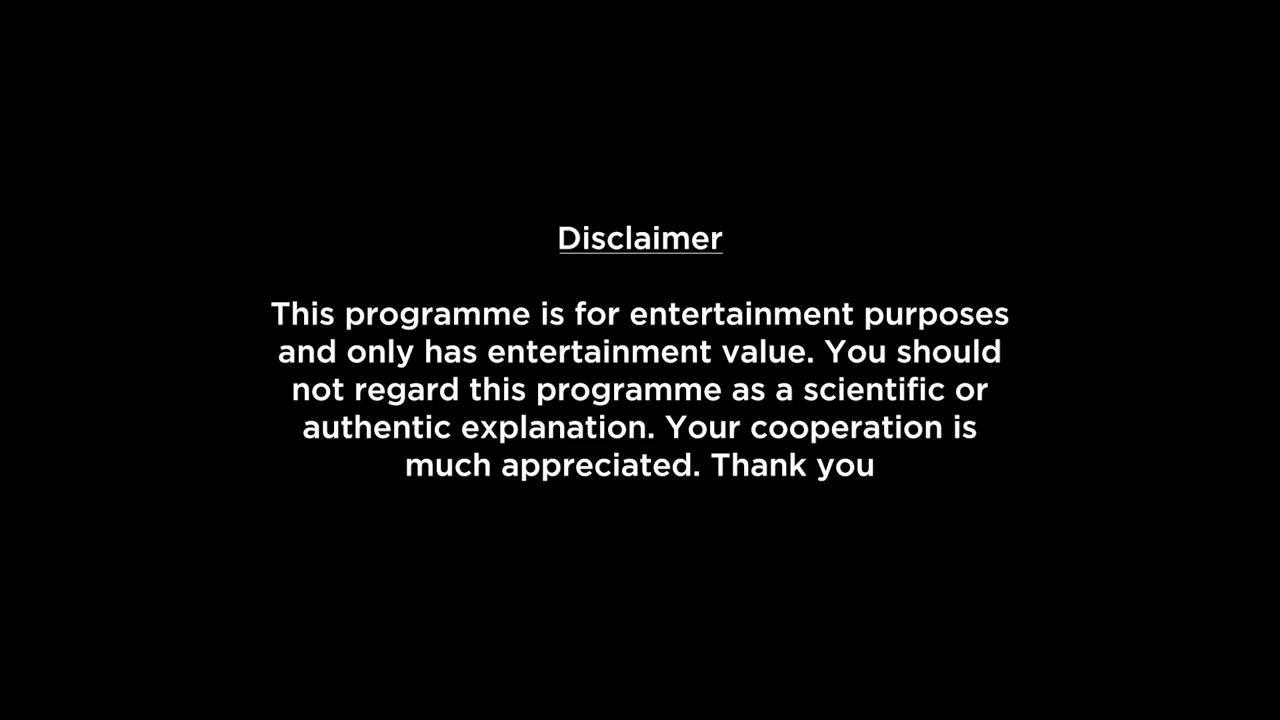 Disclaimer
This programme is for entertainment purposes
and only has entertainment value. You should
not regard this programme as a scientific or
authentic explanation. Your cooperation is
much appreciated. Thank you